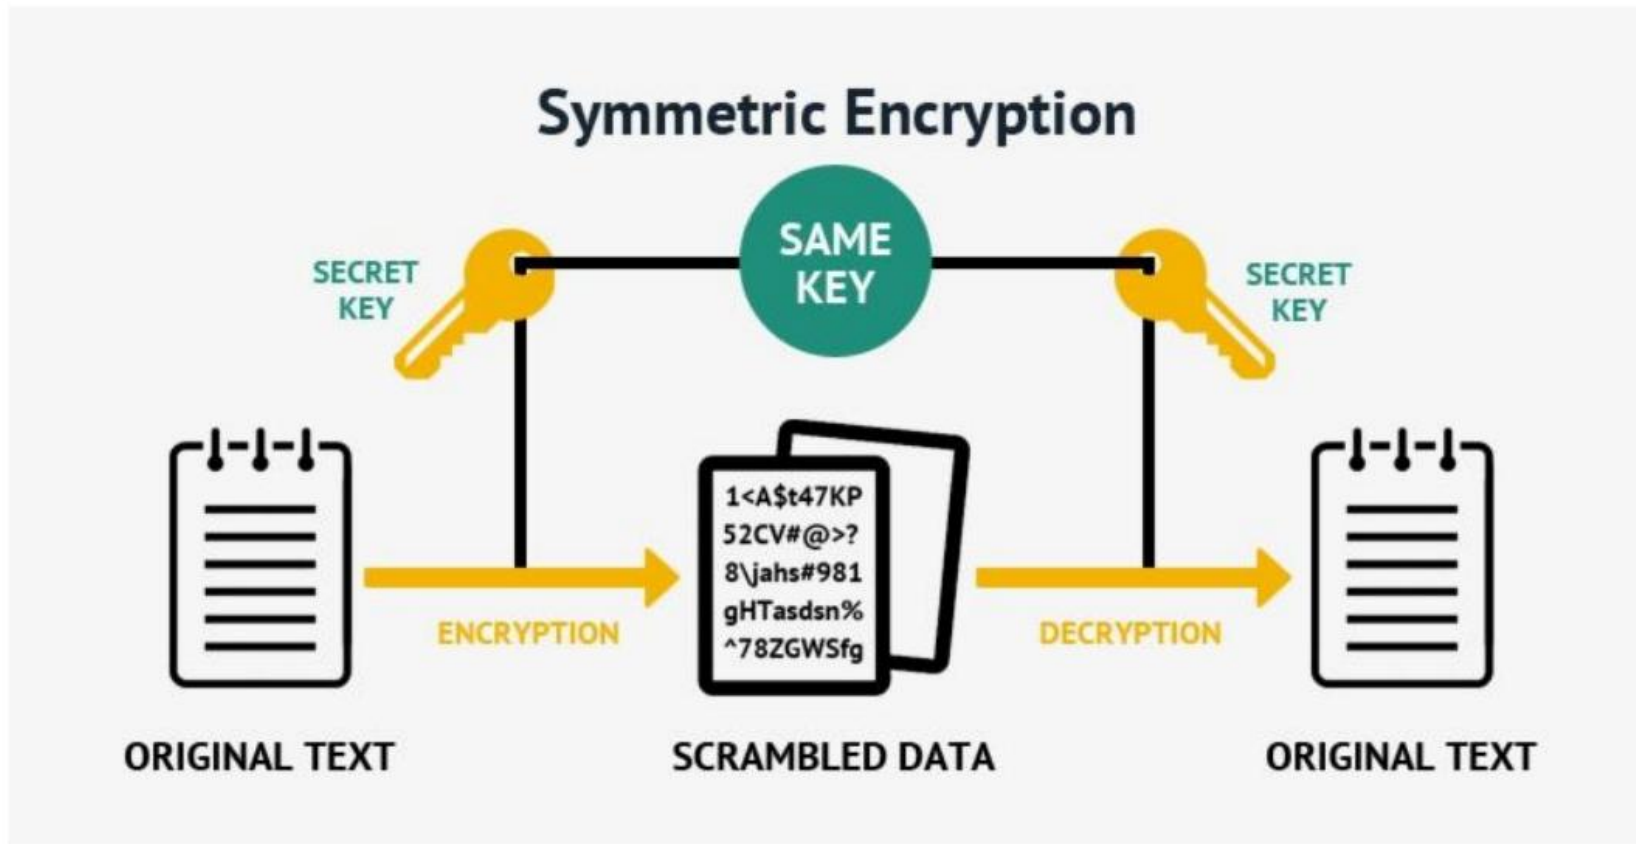 Symmetric Encryption
SAME
KEY
SECRET
KEY
SECRET
KEY
1<A$t47KP
52CV#@>?
8\jahs#981
gHTasdsn%
^78ZGWSfg
ENCRYPTION
DECRYPTION
ORIGINAL TEXT
SCRAMBLED DATA
ORIGINAL TEXT